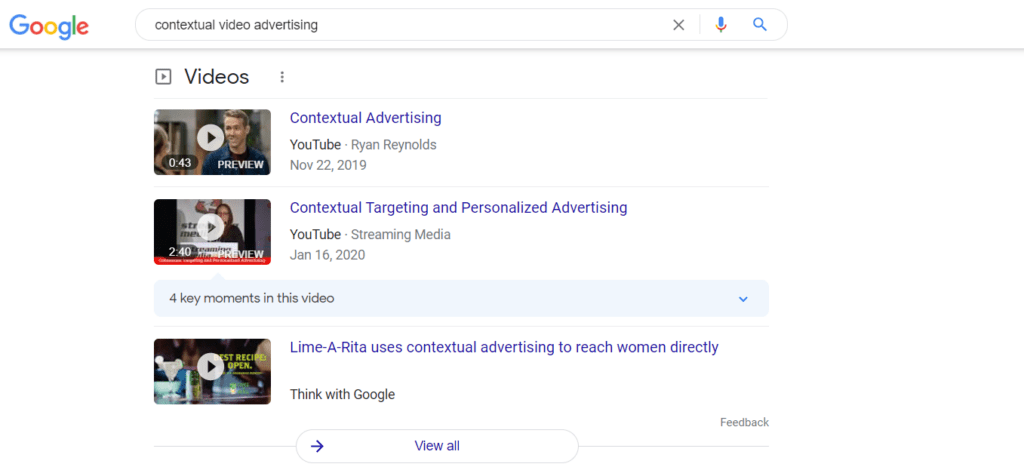 Google
contextual video advertising
Videos
Contextual Advertising
YouTube · Ryan Reynolds
0:43 PREVIEW
Nov 22, 2019
Contextual Targeting and Personalized Advertising
YouTube · Streaming Media
2:40 PREVIEW
Jan 16, 2020
4 key moments in this video
Lime-A-Rita uses contextual advertising to reach women directly
BEST RECIPE:
OPEN.
Think with Google
Feedback
View all